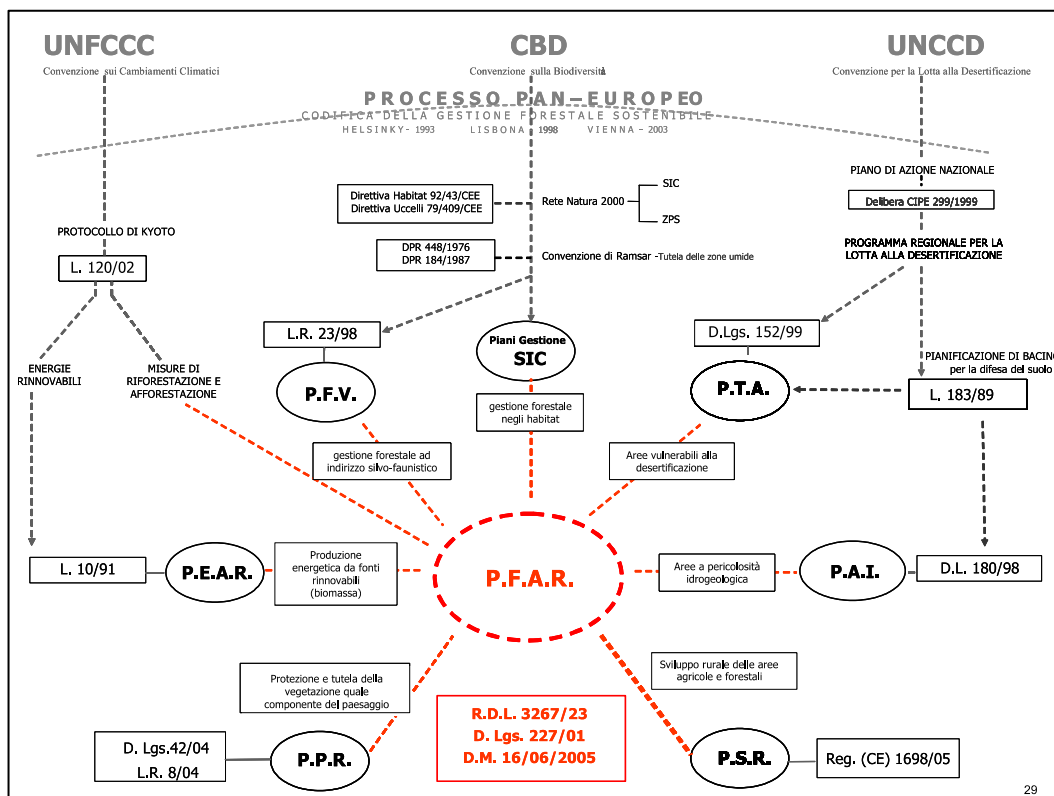 UNFCCC
Convenzione sui Cambiamenti Climatici
CBD
Convenzione sulla Biodiversità
UNCCD
Convenzione per la Lotta alla Desertificazione
PROCESSO PAN–EUROPEO
CODIFICA DELLA GESTIONE FORESTALE SOSTENIBILE
HELSINKY- 1993 LISBONA 1998 VIENNA – 2003
PIANO DI AZIONE NAZIONALE
Delibera CIPE 299/1999
Direttiva Habitat 92/43/CEE
Direttiva Uccelli 79/409/CEE
Rete Natura 2000
SIC
ZPS
PROTOCOLLO DI KYOTO
L. 120/02
DPR 448/1976
DPR 184/1987
Convenzione di Ramsar -Tutela delle zone umide
PROGRAMMA REGIONALE PER LA
LOTTA ALLA DESERTIFICAZIONE
L.R. 23/98
Piani Gestione
SIC
D.Lgs. 152/99
ENERGIE
RINNOVABILI
MISURE DI
RIFORESTAZIONE E
AFFORESTAZIONE
P.F.V.
P.T.A.
PIANIFICAZIONE DI BACINO
per la difesa del suolo
L. 183/89
gestione forestale
negli habitat
gestione forestale ad
indirizzo silvo-faunistico
Aree vulnerabili alla
desertificazione
L. 10/91
P.E.A.R.
Produzione
energetica da fonti
rinnovabili
(biomassa)
P.F.A.R.
Aree a pericolosità
idrogeologica
P.A.I.
D.L. 180/98
Protezione e tutela della
vegetazione quale
componente del paesaggio
Sviluppo rurale delle aree
agricole e forestali
R.D.L. 3267/23
D. Lgs. 227/01
D.M. 16/06/2005
D. Lgs.42/04
L.R. 8/04
P.P.R.
P.S.R.
Reg. (CE) 1698/05
29